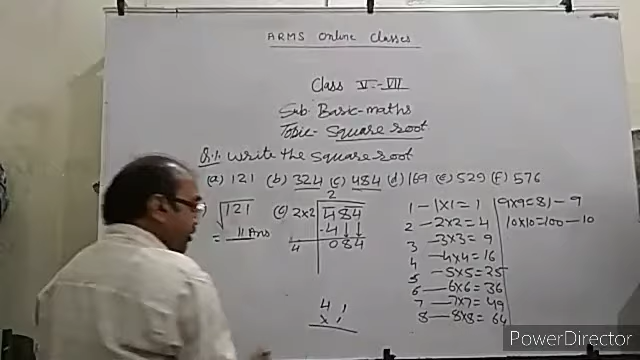 ARMS Online Classes
Class V-VII
Sub: Basic-maths
Topic- Square root
Q.1. Write the square root
(a) 121 (b) 324 (c) 484 (d) 169 (e) 529 (f) 576
√121
= 11 Ans
(c) 2x2
2
484
-4
4
084
4
x
1 - 1x1 = 1
2 - 2x2 = 4
3 - 3x3 = 9
4 - 4x4 = 16
5 - 5x5 = 25
6 - 6x6 = 36
7 - 7x7 = 49
8 - 8x8 = 64
9x9=81 - 9
10x10=100 - 10
PowerDirector